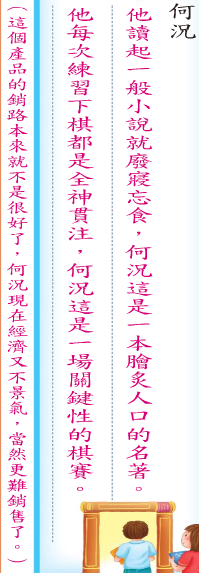 何況
他讀起一般小說就廢寢忘食，何況這是一本膾炙人口的名著。
他每次練習下棋都是全神貫注，何況這是一場關鍵性的棋賽。
（這個產品的銷路本來就不是很好了，何況現在經濟又不景氣，當然更難銷售了。）